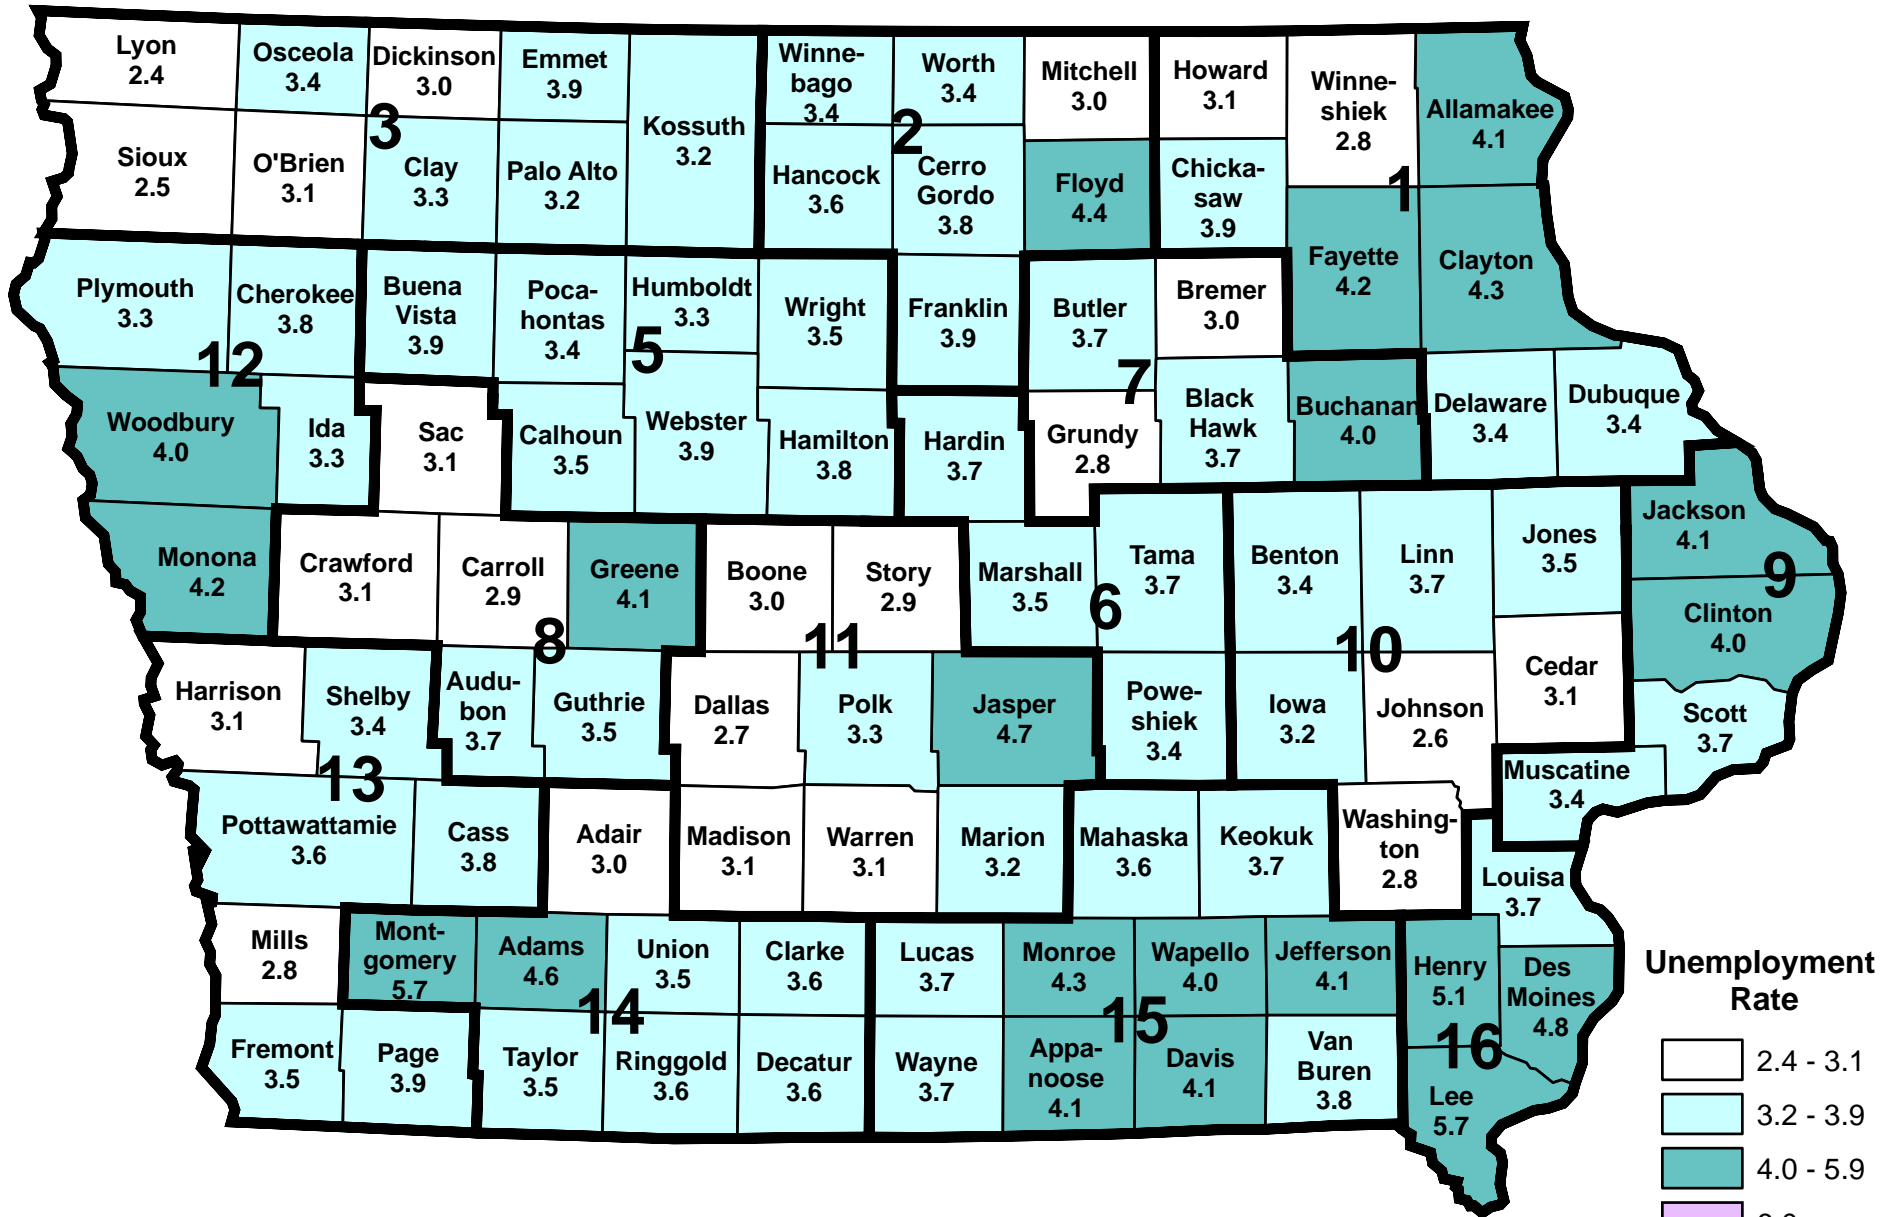 Lyon
2.4
Osceola
3.4
Dickinson
3.0
Emmet
3.9
Kossuth
3.2
Winne-
bago
3.4
Worth
3.4
Mitchell
3.0
Howard
3.1
Winne-
shiek
2.8
Allamakee
4.1
Sioux
2.5
O'Brien
3.1
3
Clay
3.3
Palo Alto
3.2
Hancock
3.6
2
Cerro
Gordo
3.8
Floyd
4.4
Chicka-
saw
3.9
1
Fayette
4.2
Clayton
4.3
Plymouth
3.3
Cherokee
3.8
Buena
Vista
3.9
Poca-
hontas
3.4
Humboldt
3.3
Wright
3.5
Franklin
3.9
Butler
3.7
Bremer
3.0
12
5
7
Woodbury
4.0
Ida
3.3
Sac
3.1
Calhoun
3.5
Webster
3.9
Hamilton
3.8
Hardin
3.7
Grundy
2.8
Black
Hawk
3.7
Buchanan
4.0
Delaware
3.4
Dubuque
3.4
Monona
4.2
Crawford
3.1
Carroll
2.9
Greene
4.1
Boone
3.0
Story
2.9
Marshall
3.5
6
Tama
3.7
Benton
3.4
Linn
3.7
Jones
3.5
Jackson
4.1
9
Clinton
4.0
8
11
10
Harrison
3.1
Shelby
3.4
Audu-
bon
3.7
Guthrie
3.5
Dallas
2.7
Polk
3.3
Jasper
4.7
Powe-
shiek
3.4
Iowa
3.2
Johnson
2.6
Cedar
3.1
Scott
3.7
Muscatine
3.4
13
Pottawattamie
3.6
Cass
3.8
Adair
3.0
Madison
3.1
Warren
3.1
Marion
3.2
Mahaska
3.6
Keokuk
3.7
Washing-
ton
2.8
Louisa
3.7
Mills
2.8
Mont-
gomery
5.7
Adams
4.6
Union
3.5
Clarke
3.6
Lucas
3.7
Monroe
4.3
Wapello
4.0
Jefferson
4.1
Henry
5.1
Des
Moines
4.8
14
15
16
Fremont
3.5
Page
3.9
Taylor
3.5
Ringgold
3.6
Decatur
3.6
Wayne
3.7
Appa-
noose
4.1
Davis
4.1
Van
Buren
3.8
Lee
5.7
Unemployment
Rate
2.4 - 3.1
3.2 - 3.9
4.0 - 5.9